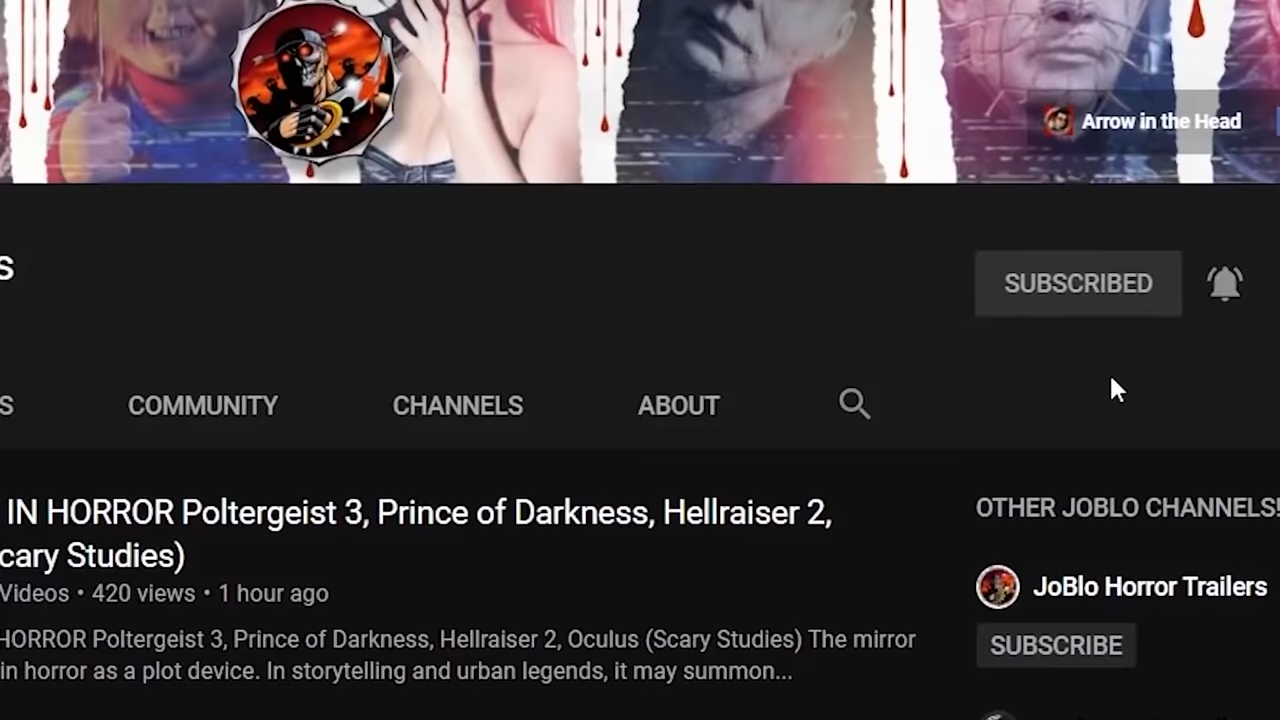 Arrow in the Head
S
SUBSCRIBED
S
COMMUNITY
CHANNELS
ABOUT
IN HORROR Poltergeist 3, Prince of Darkness, Hellraiser 2,
cary Studies)
Videos • 420 views • 1 hour ago
HORROR Poltergeist 3, Prince of Darkness, Hellraiser 2, Oculus (Scary Studies) The mirror
in horror as a plot device. In storytelling and urban legends, it may summon...
OTHER JOBLO CHANNELS!
JoBlo Horror Trailers
SUBSCRIBE